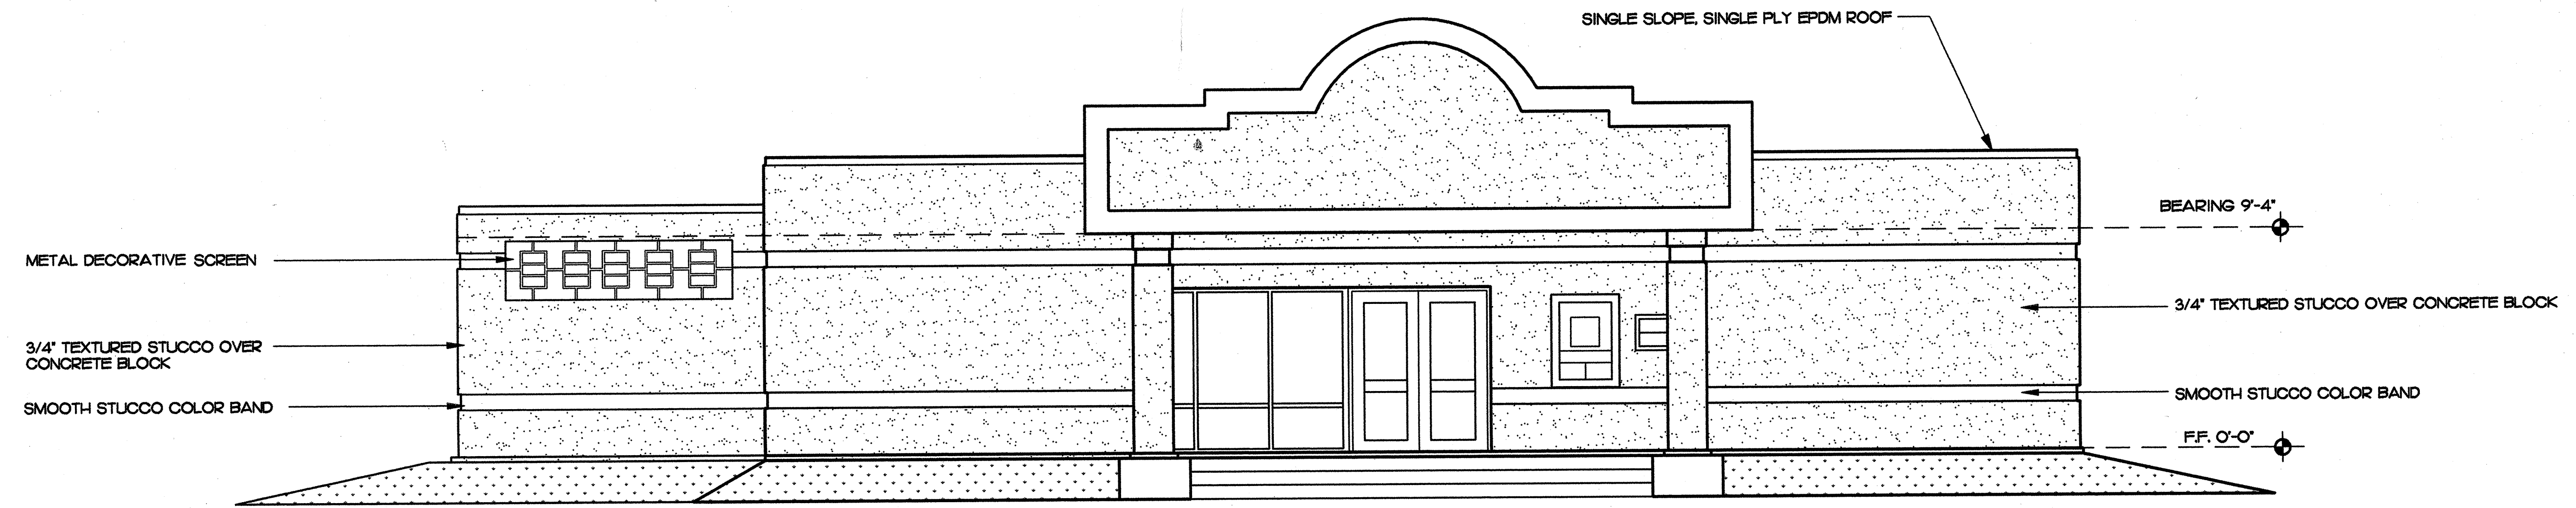 SINGLE SLOPE, SINGLE PLY EPDM ROOF
BEARING 9'-4"
METAL DECORATIVE SCREEN
3/4" TEXTURED STUCCO OVER CONCRETE BLOCK
3/4" TEXTURED STUCCO OVER
CONCRETE BLOCK
SMOOTH STUCCO COLOR BAND
SMOOTH STUCCO COLOR BAND
F.F. 0'-0"